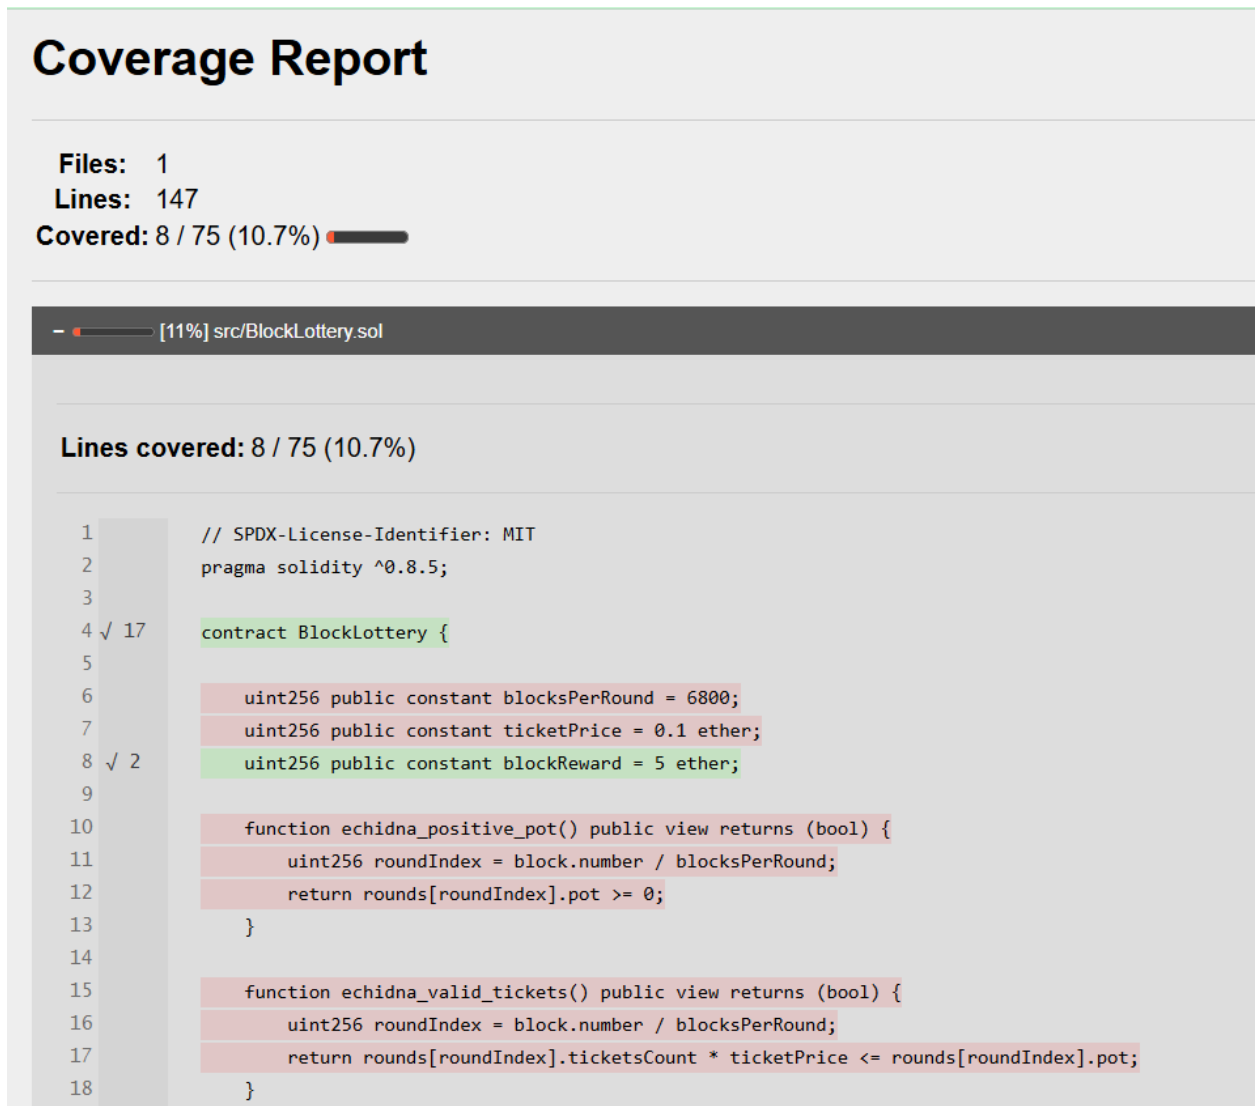 Coverage Report
Files: 1
Lines: 147
Covered: 8 / 75 (10.7%)
− [11%] src/BlockLottery.sol
Lines covered: 8 / 75 (10.7%)
1 // SPDX-License-Identifier: MIT
2 pragma solidity ^0.8.5;
3
4 √ 17 contract BlockLottery {
5
6 uint256 public constant blocksPerRound = 6800;
7 uint256 public constant ticketPrice = 0.1 ether;
8 √ 2 uint256 public constant blockReward = 5 ether;
9
10 function echidna_positive_pot() public view returns (bool) {
11 uint256 roundIndex = block.number / blocksPerRound;
12 return rounds[roundIndex].pot >= 0;
13 }
14
15 function echidna_valid_tickets() public view returns (bool) {
16 uint256 roundIndex = block.number / blocksPerRound;
17 return rounds[roundIndex].ticketsCount * ticketPrice <= rounds[roundIndex].pot;
18 }